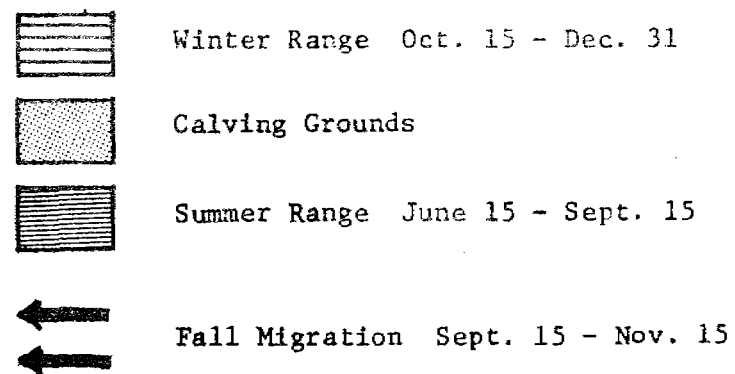 Winter Range Oct. 15 - Dec. 31
Calving Grounds
Summer Range June 15 - Sept. 15
Fall Migration Sept. 15 - Nov. 15